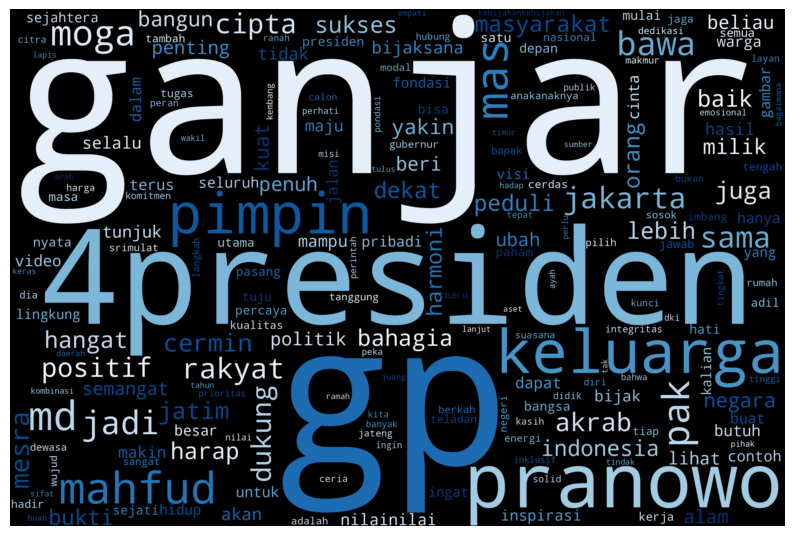 sejahtera
bangun
cipta
sukses
empati
kebijakankebijakan
mulai
jaga
beliau
citra
moga
tambah
ranah
hubung
masyarakat
dedikasi
semua
lapis
penting
tidak
presiden
bijaksana
satu
nasional
bawa
warga
ganjar
mas
depan
makmur
layan
dalam
tugas
kembang
modal
fondasi
anakanaknya
cinta
baik
gambar
peran
calon
pondasi
bisa
publik
emosional
bagaimana
selalu
wakil
kuat
perhati
maju
yakin
gubernur
timur
sumber
orang
hasil
milik
arah
misi
tulus
bapak
bukan
tengah
masa
harga
terus
seluruh
penuh
jalan
beri
visi
hadap
cerdas
komitmen
dekat
peduli
jakarta
juga
pimpin
tepat
sosok
imbang
hanya
nyata
tunjuk
srimulat
langkah
utama
mampu
pribadi
harmoni
ubah
perlu
pilih
jawab
lebih
sama
video
perintah
paham
yang
4presiden
keras
dia
pasang
tuju
percaya
tanggung
baru
ayah
kunci
tingkat
rumah
adil
lingkung
kualitas
aset
dki
hangat
cermin
politik
bahagia
lanjut
suasana
integritas
hati
daerah
peka
tak
keluarga
positif
rakyat
gp
kombinasi
semangat
tahun
prioritas
juang
ramah
dapat
diri
bahwa
kalian
tinggi
md
jadi
jatim
dukung
kita
berkah
negeri
didik
bijak
pak
negara
banyak
teladan
bangsa
buat
mesra
besar
nilai
jateng
akrab
kasih
tiap
butuh
dewasa
makin
harap
ingin
energi
indonesia
pihak
wujud
sangat
inklusif
lihat
contoh
sifat
mahfud
ceria
solid
tindak
pranowo
hadir
untuk
ingat
buah
bukti
sejati
hidup
akan
adalah
nilainilai
inspirasi
kerja
alam